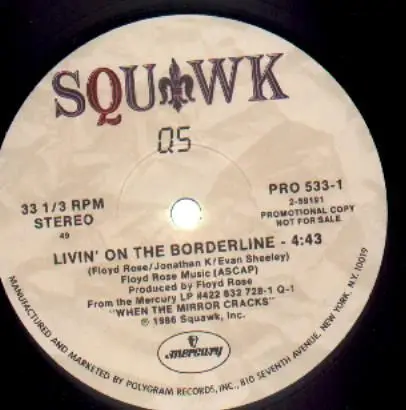 SQUAWK
QS
33 1/3 RPM
STEREO
49
PRO 533-1
2-59191
PROMOTIONAL COPY
NOT FOR SALE.
LIVIN' ON THE BORDERLINE - 4:43
(Floyd Rose/Jonathan K/Evan Sheeley)
Floyd Rose Music (ASCAP)
Produced by Floyd Rose
From the Mercury LP #422 832 728-1 Q-1
"WHEN THE MIRROR CRACKS"
℗ 1986 Squawk, Inc.
mercury
MANUFACTURED AND MARKETED BY POLYGRAM RECORDS, INC., 810 SEVENTH AVENUE, NEW YORK, N.Y. 10019